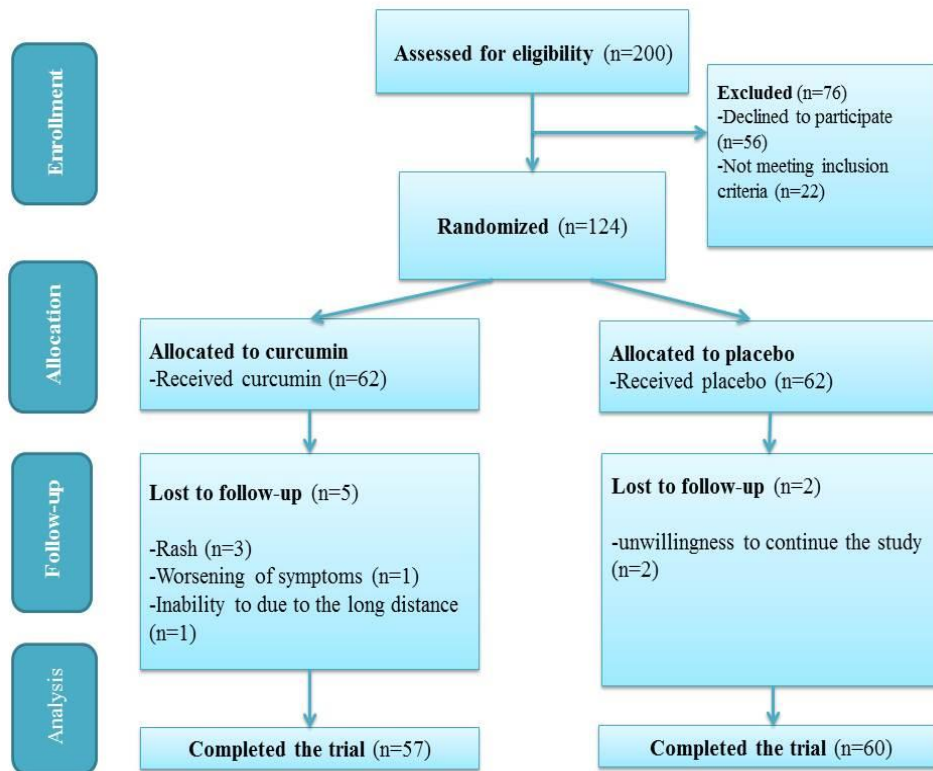 Enrollment
Assessed for eligibility (n=200)
Excluded (n=76)
-Declined to participate
(n=56)
-Not meeting inclusion
criteria (n=22)
Randomized (n=124)
Allocation
Allocated to curcumin
-Received curcumin (n=62)
Allocated to placebo
-Received placebo (n=62)
Follow-up
Lost to follow-up (n=5)
-Rash (n=3)
-Worsening of symptoms (n=1)
-Inability to due to the long distance
(n=1)
Lost to follow-up (n=2)
-unwillingness to continue the study
(n=2)
Analysis
Completed the trial (n=57)
Completed the trial (n=60)